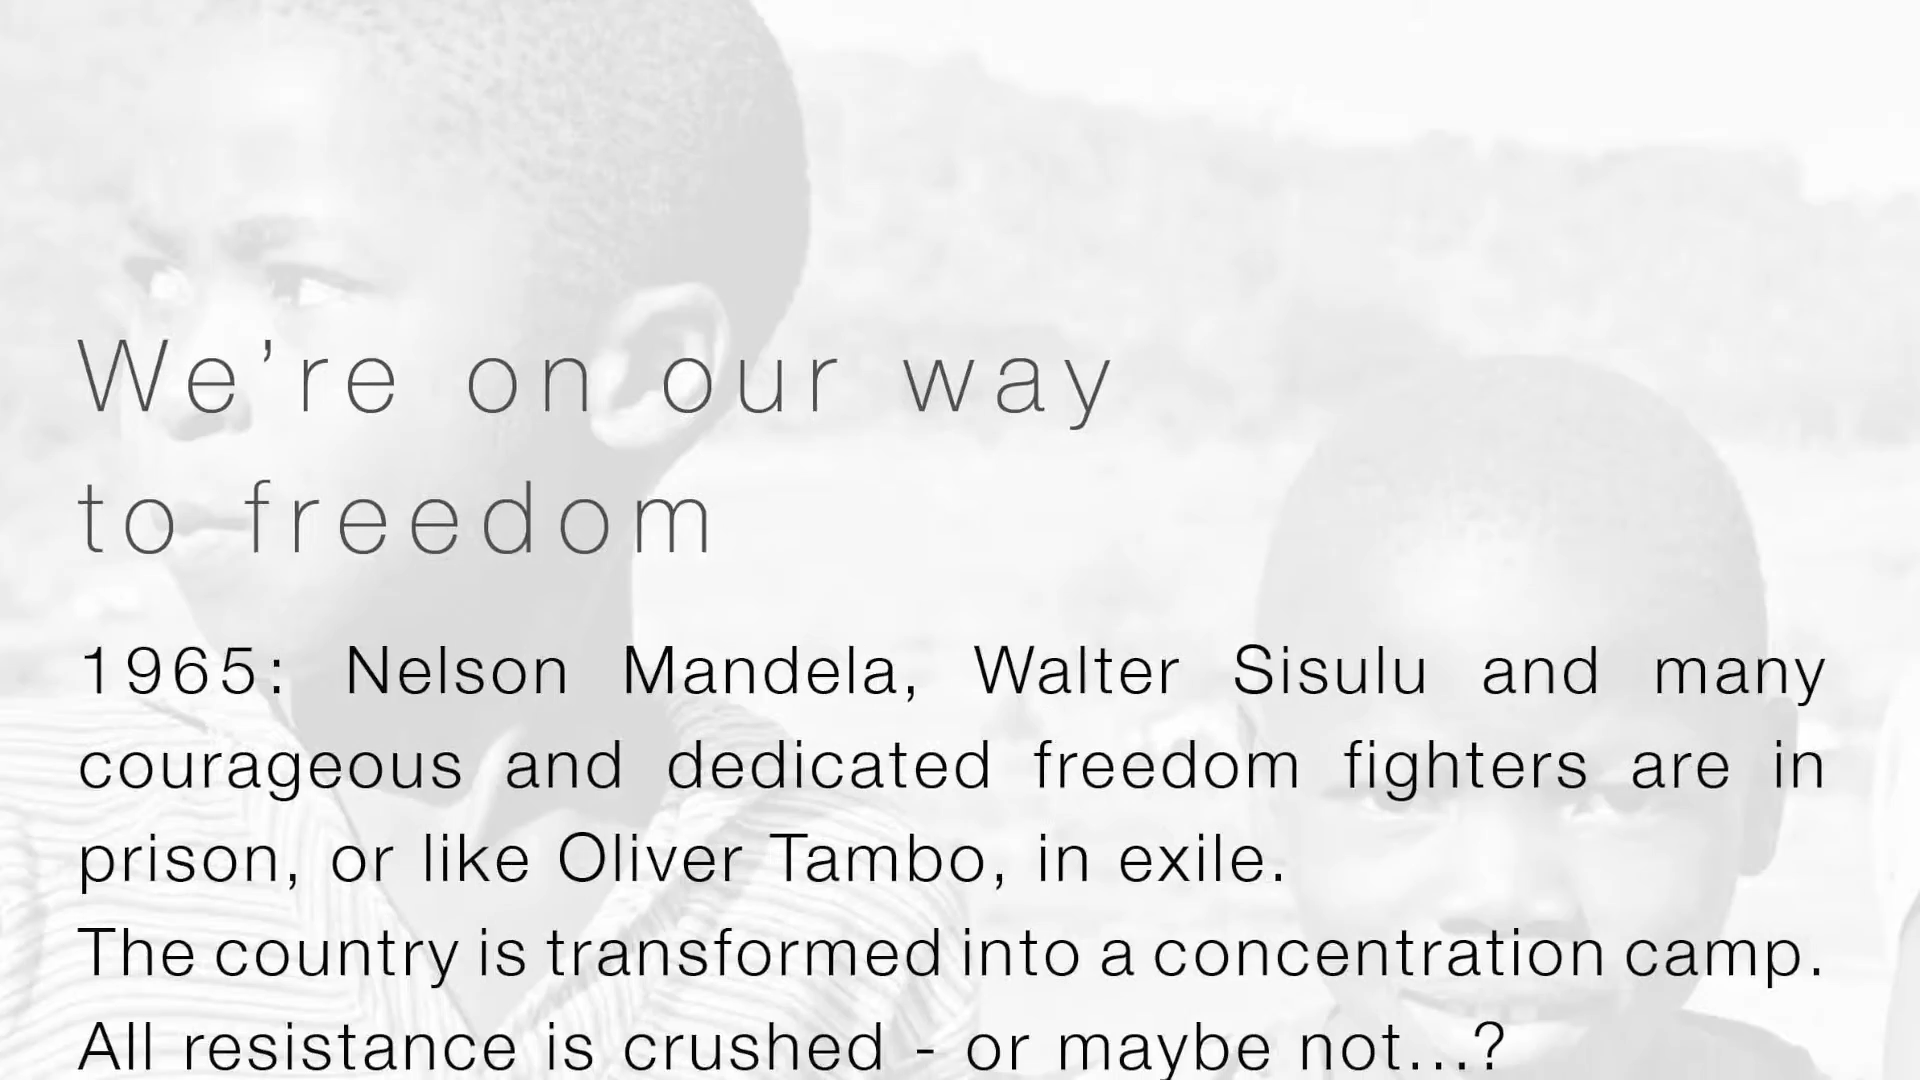 We’re on our way
to freedom
1965: Nelson Mandela, Walter Sisulu and many
courageous and dedicated freedom fighters are in
prison, or like Oliver Tambo, in exile.
The country is transformed into a concentration camp.
All resistance is crushed - or maybe not...?